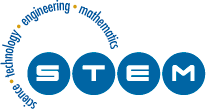 science • technology • engineering • mathematics
STEM